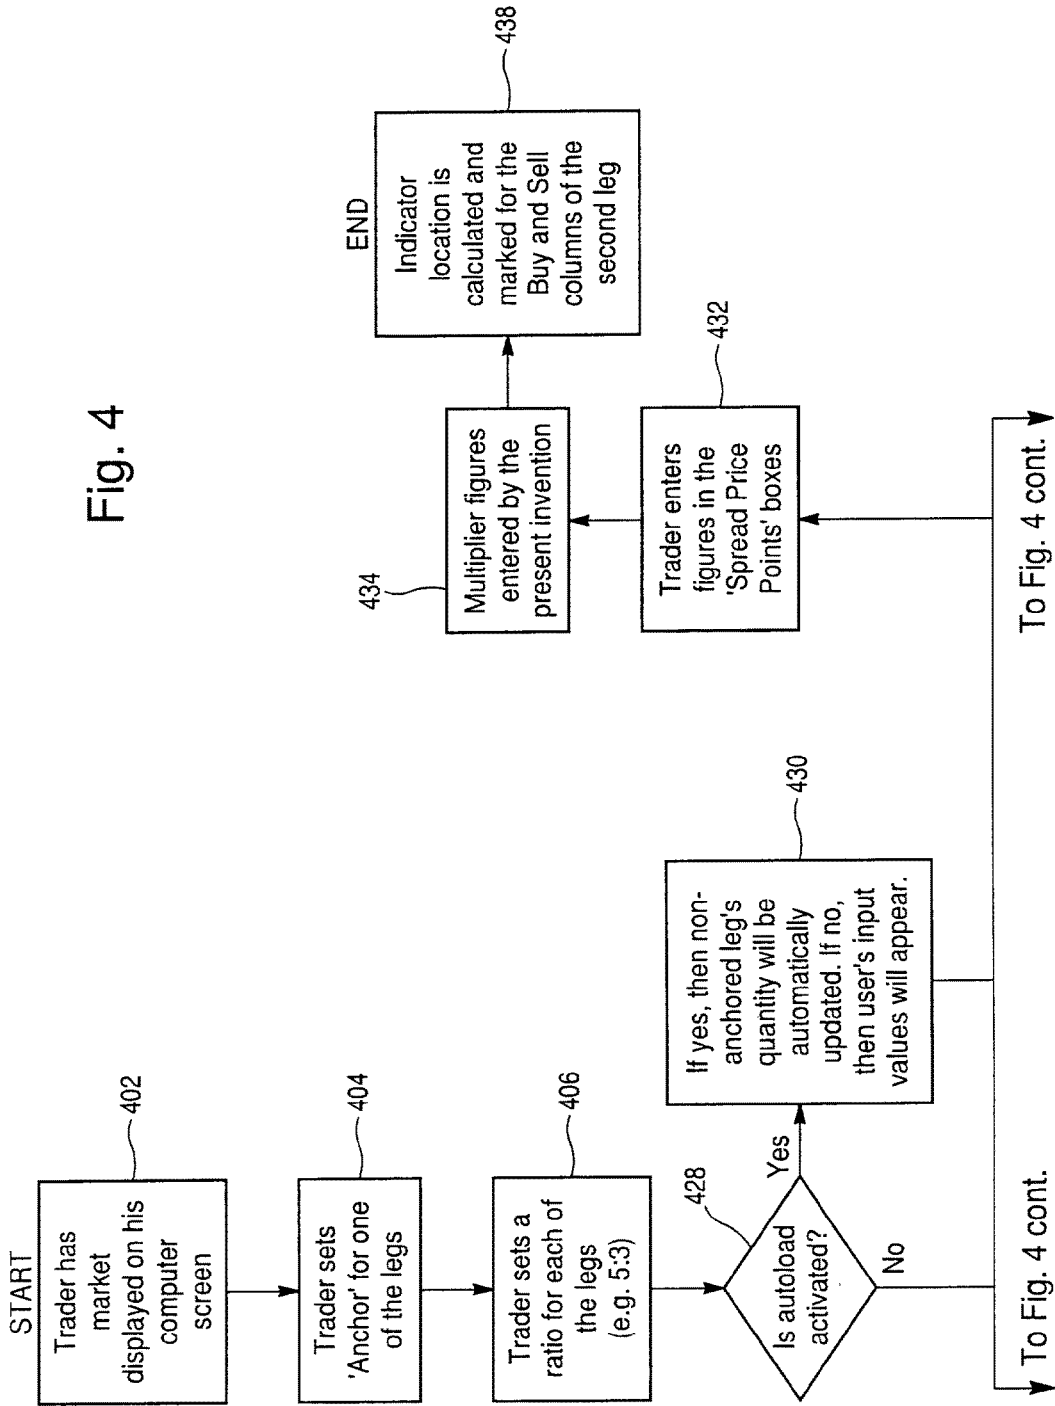 Fig. 4
START
Trader has
market
displayed on his
computer
screen
402
Trader sets
'Anchor' for one
of the legs
404
Trader sets a
ratio for each of
the legs
(e.g. 5:3)
406
Is autoload
activated?
428
Yes
No
If yes, then non-
anchored leg's
quantity will be
automatically
updated. If no,
then user's input
values will appear.
430
Trader enters
figures in the
'Spread Price
Points' boxes
432
Multiplier figures
entered by the
present invention
434
END
Indicator
location is
calculated and
marked for the
Buy and Sell
columns of the
second leg
438
To Fig. 4 cont.
To Fig. 4 cont.